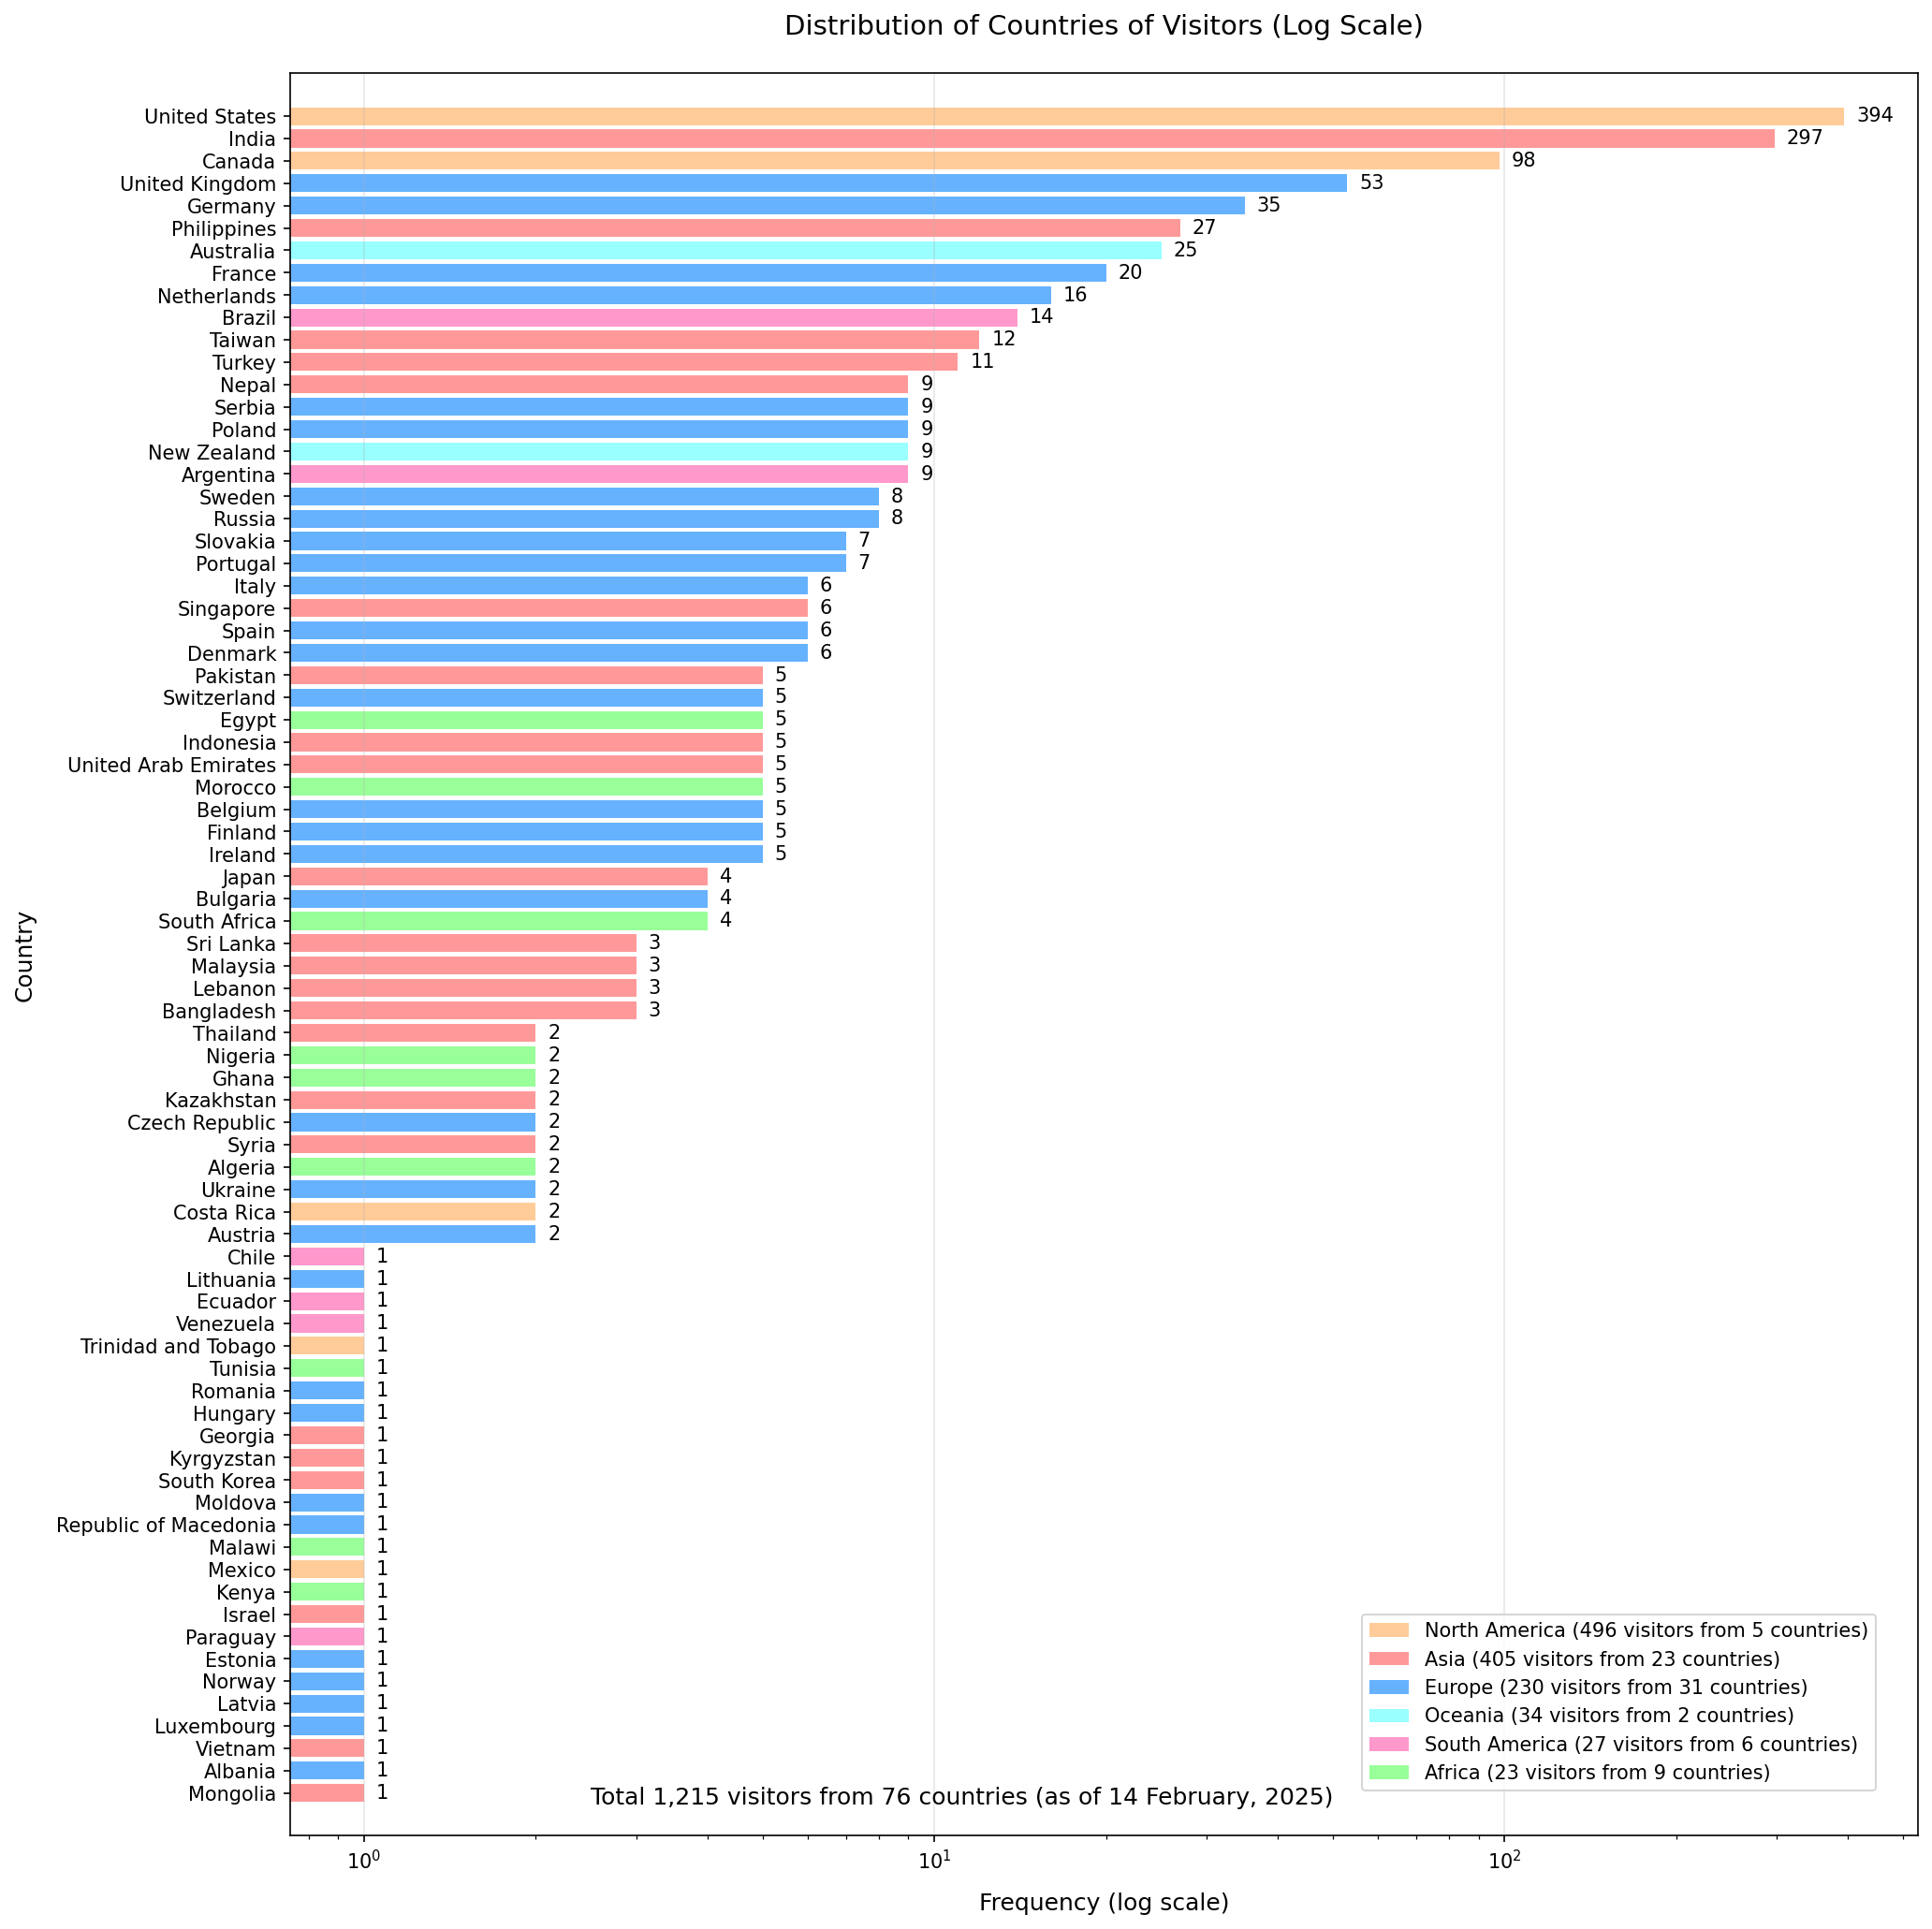 Distribution of Countries of Visitors (Log Scale)
United States 394
India 297
Canada 98
United Kingdom 53
Germany 35
Philippines 27
Australia 25
France 20
Netherlands 16
Brazil 14
Taiwan 12
Turkey 11
Nepal 9
Serbia 9
Poland 9
New Zealand 9
Argentina 9
Sweden 8
Russia 8
Slovakia 7
Portugal 7
Italy 6
Singapore 6
Spain 6
Denmark 6
Pakistan 5
Switzerland 5
Egypt 5
Indonesia 5
United Arab Emirates 5
Morocco 5
Belgium 5
Finland 5
Ireland 5
Japan 4
Bulgaria 4
South Africa 4
Sri Lanka 3
Malaysia 3
Lebanon 3
Bangladesh 3
Thailand 2
Nigeria 2
Ghana 2
Kazakhstan 2
Czech Republic 2
Syria 2
Algeria 2
Ukraine 2
Costa Rica 2
Austria 2
Chile 1
Lithuania 1
Ecuador 1
Venezuela 1
Trinidad and Tobago 1
Tunisia 1
Romania 1
Hungary 1
Georgia 1
Kyrgyzstan 1
South Korea 1
Moldova 1
Republic of Macedonia 1
Malawi 1
Mexico 1
Kenya 1
Israel 1
Paraguay 1
Estonia 1
Norway 1
Latvia 1
Luxembourg 1
Vietnam 1
Albania 1
Mongolia 1
Country
North America (496 visitors from 5 countries)
Asia (405 visitors from 23 countries)
Europe (230 visitors from 31 countries)
Oceania (34 visitors from 2 countries)
South America (27 visitors from 6 countries)
Africa (23 visitors from 9 countries)
Total 1,215 visitors from 76 countries (as of 14 February, 2025)
10⁰ 10¹ 10²
Frequency (log scale)